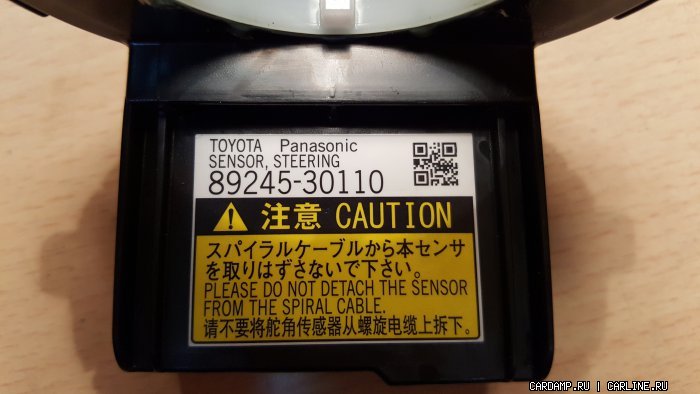 TOYOTA Panasonic
SENSOR, STEERING
89245-30110
注意 CAUTION
スパイラルケーブルから本センサ
を取りはずさないで下さい。
PLEASE DO NOT DETACH THE SENSOR
FROM THE SPIRAL CABLE.
请不要将舵角传感器从螺旋电缆上拆下。
CARDAMP.RU | CARLINE.RU